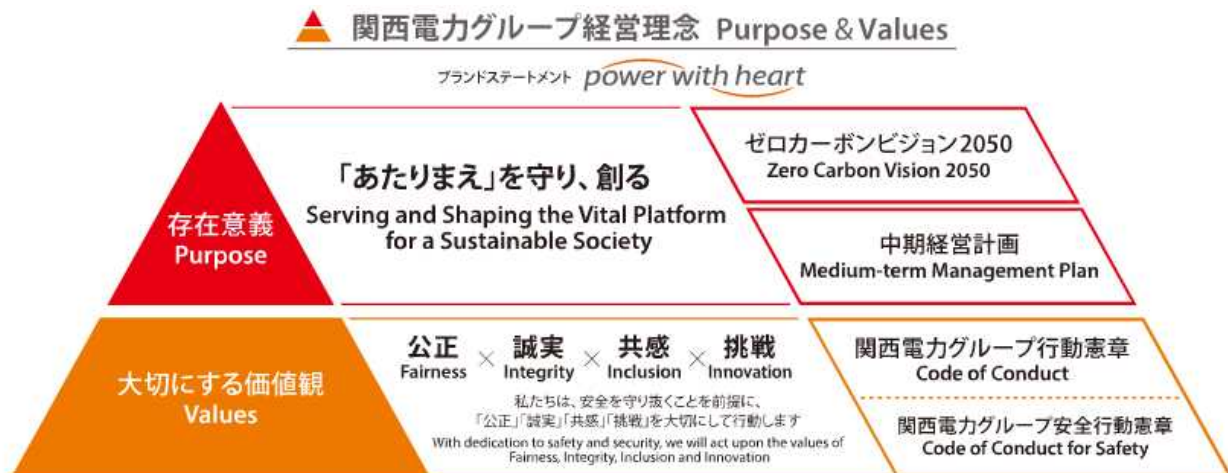 関西電力グループ経営理念 Purpose & Values
ブランドステートメント power with heart
存在意義
Purpose
「あたりまえ」を守り、創る
Serving and Shaping the Vital Platform
for a Sustainable Society
ゼロカーボンビジョン2050
Zero Carbon Vision 2050
中期経営計画
Medium-term Management Plan
大切にする価値観
Values
公正 × 誠実 × 共感 × 挑戦
Fairness Integrity Inclusion Innovation
私たちは、安全を守り抜くことを前提に、
「公正」「誠実」「共感」「挑戦」を大切にして行動します
With dedication to safety and security, we will act upon the values of
Fairness, Integrity, Inclusion and Innovation
関西電力グループ行動憲章
Code of Conduct
関西電力グループ安全行動憲章
Code of Conduct for Safety